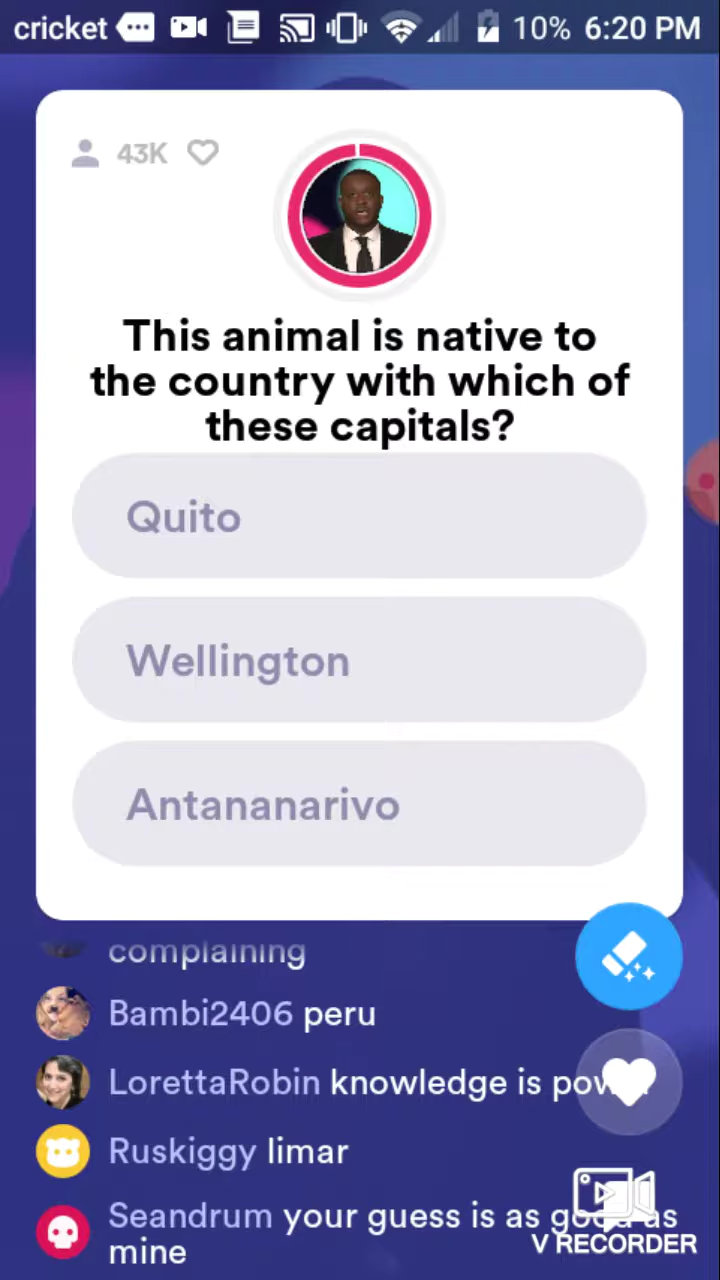 cricket 10% 6:20 PM
43K
This animal is native to
the country with which of
these capitals?
Quito
Wellington
Antananarivo
complaining
Bambi2406 peru
LorettaRobin knowledge is
Ruskiggy limar
Seandrum your guess is as good as
mine
V RECORDER